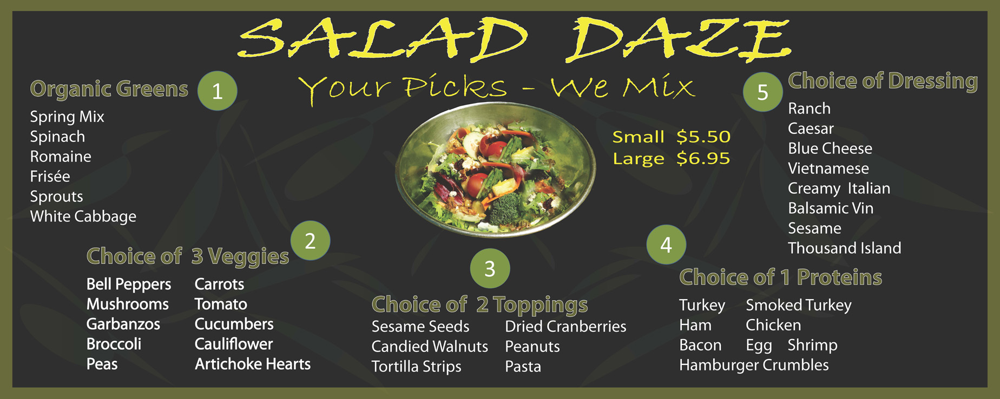 SALAD DAZE
Your Picks - We Mix
Small $5.50
Large $6.95
1
Organic Greens
Spring Mix
Spinach
Romaine
Frisée
Sprouts
White Cabbage
2
Choice of 3 Veggies
Bell Peppers Carrots
Mushrooms Tomato
Garbanzos Cucumbers
Broccoli Cauliflower
Peas Artichoke Hearts
3
Choice of 2 Toppings
Sesame Seeds Dried Cranberries
Candied Walnuts Peanuts
Tortilla Strips Pasta
4
Choice of 1 Proteins
Turkey Smoked Turkey
Ham Chicken
Bacon Egg Shrimp
Hamburger Crumbles
5
Choice of Dressing
Ranch
Caesar
Blue Cheese
Vietnamese
Creamy Italian
Balsamic Vin
Sesame
Thousand Island